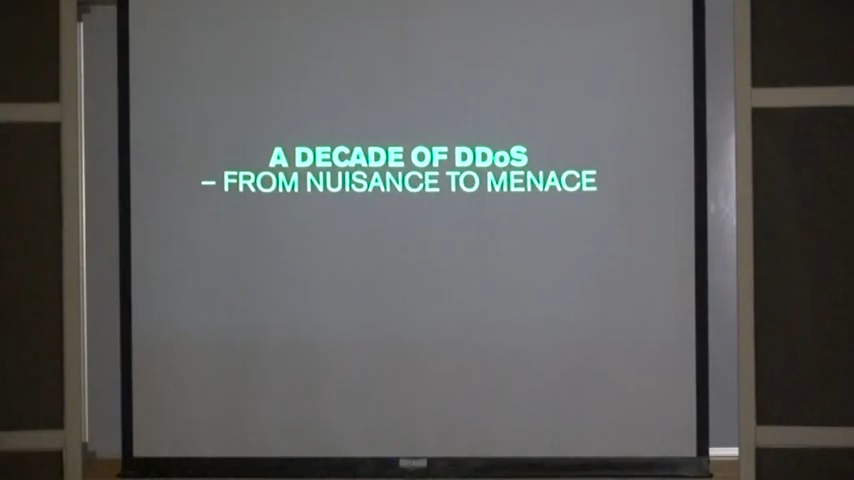 A DECADE OF DDoS
– FROM NUISANCE TO MENACE